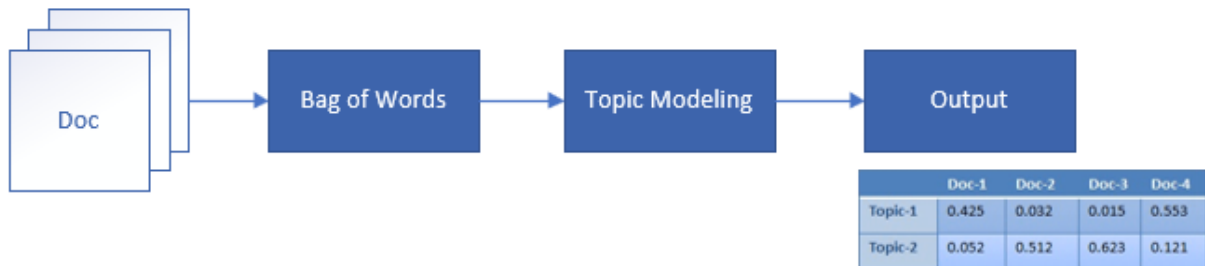 Doc
Bag of Words
Topic Modeling
Output
Doc-1 Doc-2 Doc-3 Doc-4
Topic-1 0.425 0.032 0.015 0.553
Topic-2 0.052 0.512 0.623 0.121